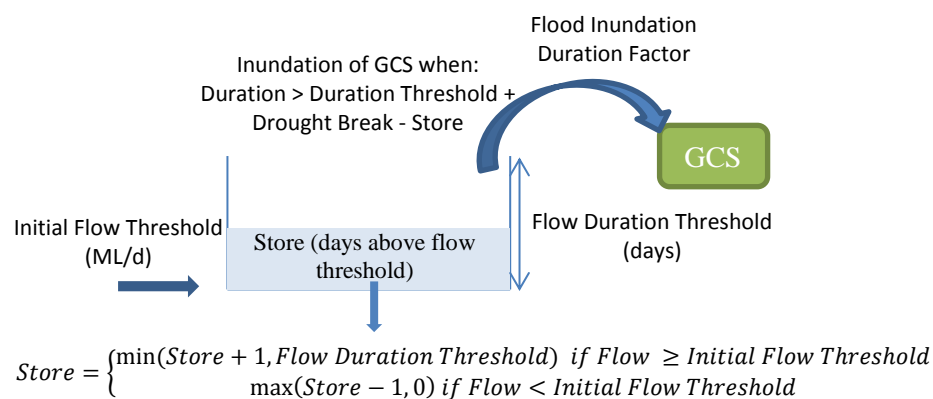 Flood Inundation
Duration Factor
Inundation of GCS when:
Duration > Duration Threshold +
Drought Break - Store
GCS
Initial Flow Threshold
(ML/d)
Store (days above flow
threshold)
Flow Duration Threshold
(days)
Store = {min(Store + 1, Flow Duration Threshold) if Flow ≥ Initial Flow Threshold
max(Store − 1, 0) if Flow < Initial Flow Threshold